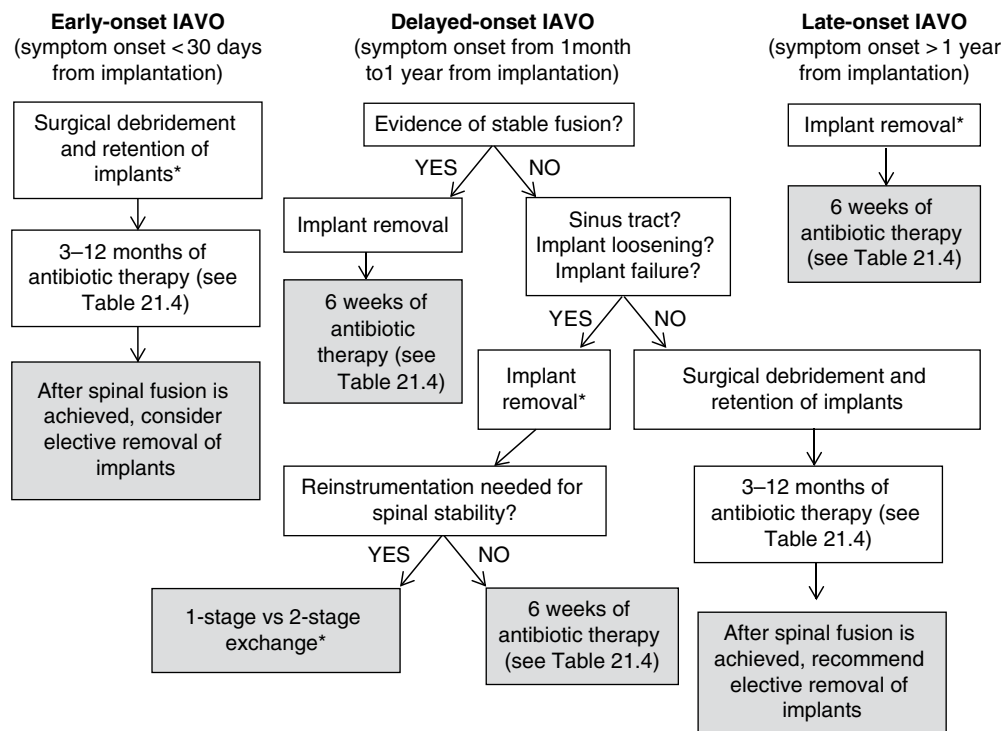 Early-onset IAVO
(symptom onset <30 days
from implantation)
Surgical debridement
and retention of
implants*
3–12 months of
antibiotic therapy (see
Table 21.4)
After spinal fusion is
achieved, consider
elective removal of
implants
Delayed-onset IAVO
(symptom onset from 1month
to1 year from implantation)
Evidence of stable fusion?
YES
NO
Implant removal
6 weeks of
antibiotic
therapy (see
Table 21.4)
Sinus tract?
Implant loosening?
Implant failure?
YES
NO
Implant
removal*
Reinstrumentation needed for
spinal stability?
YES
NO
1-stage vs 2-stage
exchange*
6 weeks of
antibiotic therapy
(see Table 21.4)
Surgical debridement and
retention of implants
3–12 months of
antibiotic therapy (see
Table 21.4)
After spinal fusion is
achieved, recommend
elective removal of
implants
Late-onset IAVO
(symptom onset >1 year
from implantation)
Implant removal*
6 weeks of
antibiotic therapy
(see Table 21.4)